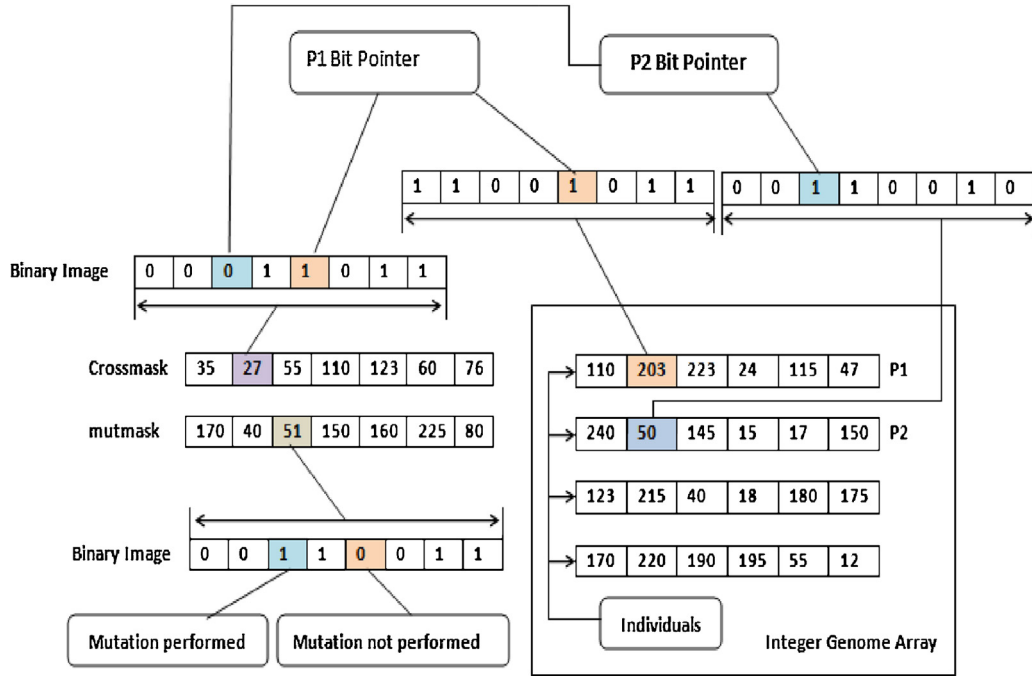 P1 Bit Pointer
P2 Bit Pointer
1 1 0 0 1 0 1 1
0 0 1 1 0 0 1 0
Binary Image 0 0 0 1 1 0 1 1
Crossmask 35 27 55 110 123 60 76
mutmask 170 40 51 150 160 225 80
Binary Image 0 0 1 1 0 0 1 1
Mutation performed
Mutation not performed
110 203 223 24 115 47 P1
240 50 145 15 17 150 P2
123 215 40 18 180 175
170 220 190 195 55 12
Individuals
Integer Genome Array